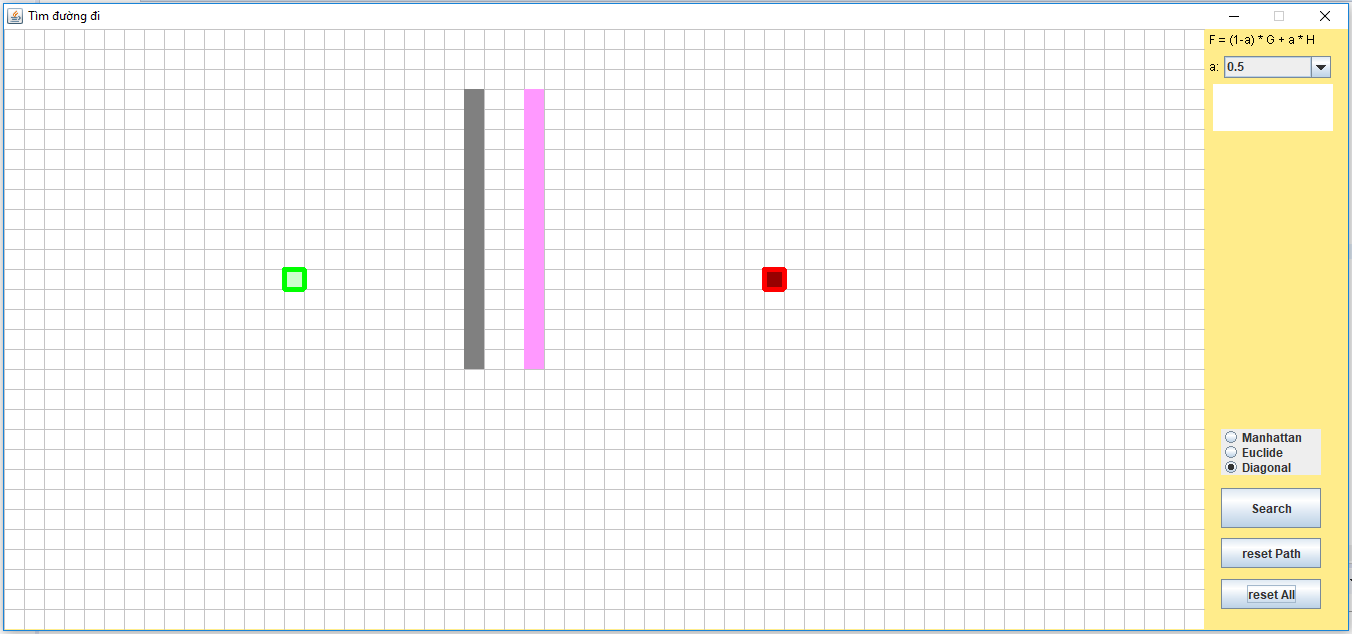 Tìm đường đi
F = (1-a) * G + a * H
a: 0.5
Manhattan
Euclide
Diagonal
Search
reset Path
reset All